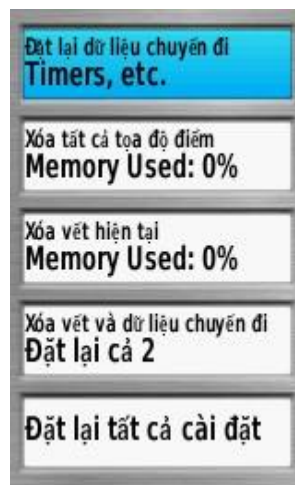 Đặt lại dữ liệu chuyến đi
Timers, etc.
Xóa tất cả tọa độ điểm
Memory Used: 0%
Xóa vết hiện tại
Memory Used: 0%
Xóa vết và dữ liệu chuyến đi
Đặt lại cả 2
Đặt lại tất cả cài đặt